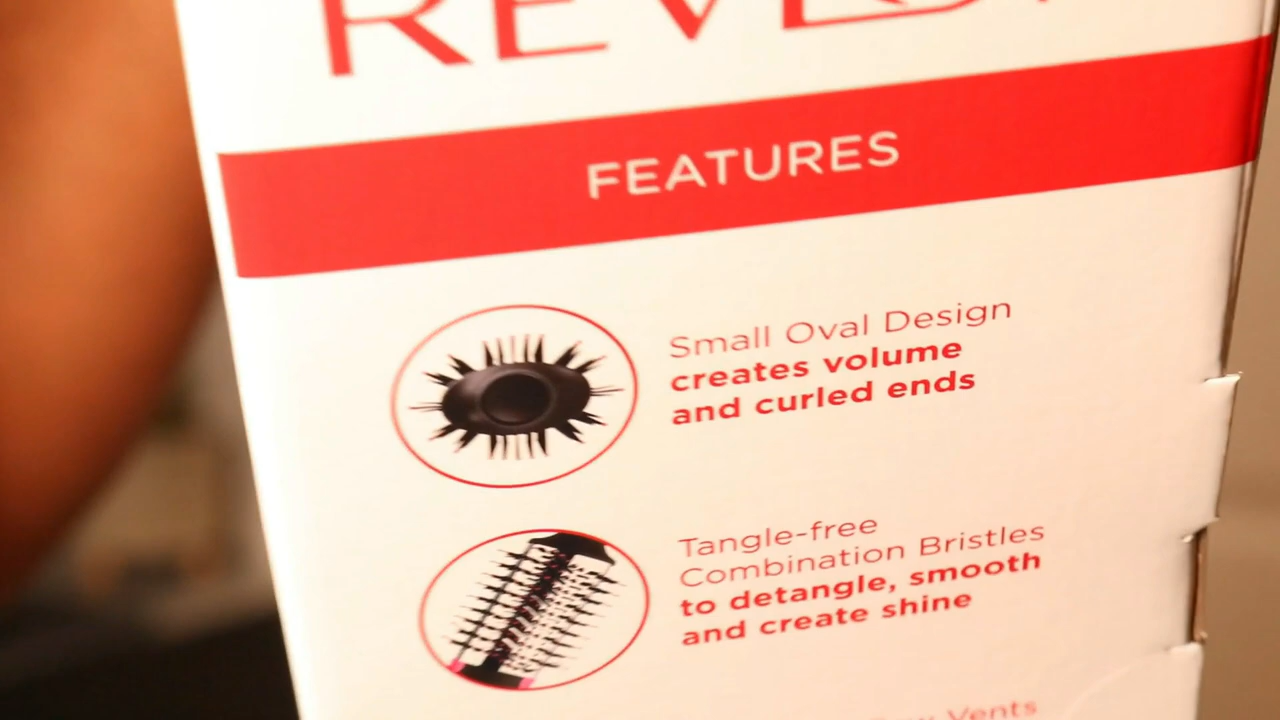 FEATURES
Small Oval Design
creates volume
and curled ends
Tangle-free
Combination Bristles
to detangle, smooth
and create shine
Vents